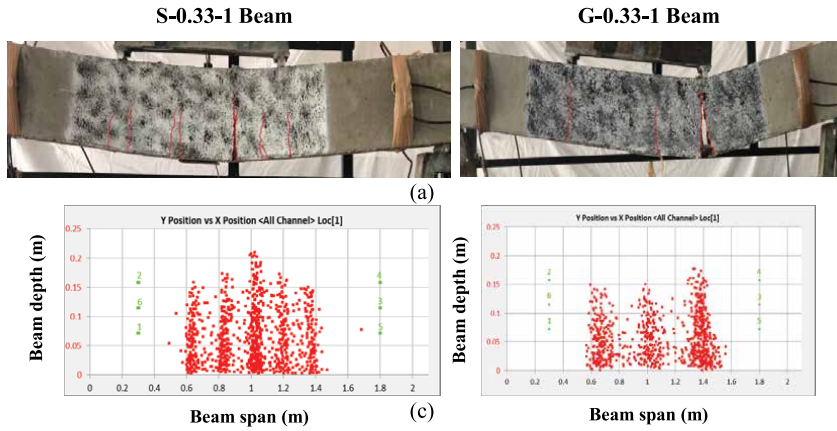 S-0.33-1 Beam
G-0.33-1 Beam
(a)
Y Position vs X Position <All Channel> Loc[1]
0.25
0.2
0.15
0.1
0.05
0
2
6
1
4
3
5
0 0.2 0.4 0.6 0.8 1 1.2 1.4 1.6 1.8 2
Beam depth (m)
Beam span (m)
(c)
Y Position vs X Position <All Channel> Loc[1]
0.25
0.2
0.15
0.1
0.05
0
2
6
1
4
3
5
0 0.2 0.4 0.6 0.8 1 1.2 1.4 1.6 1.8 2
Beam depth (m)
Beam span (m)